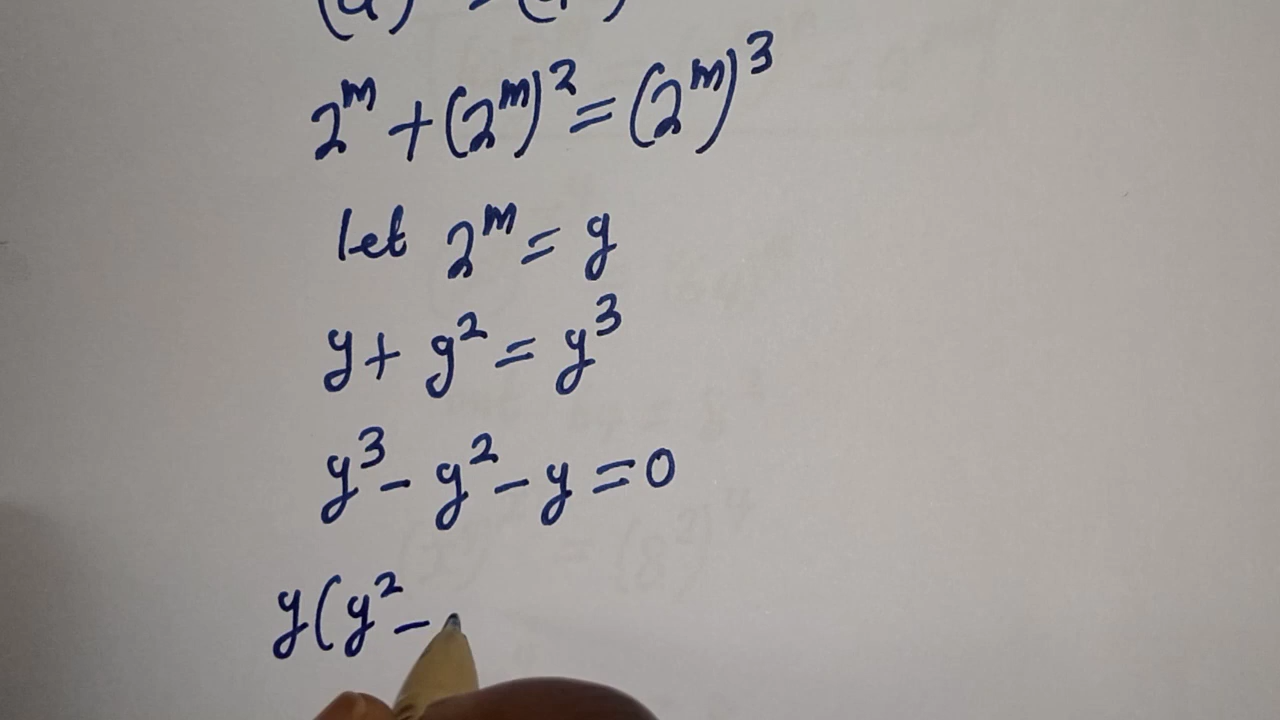 2^m + (2^m)^2 = (2^m)^3
let 2^m = y
y + y^2 = y^3
y^3 - y^2 - y = 0
y(y^2 -